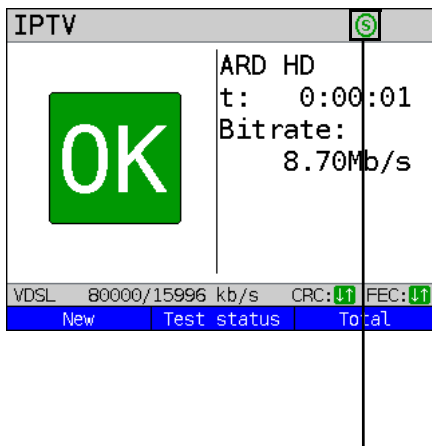 IPTV S
ARD HD
t: 0:00:01
Bitrate:
8.70Mb/s
OK
VDSL 80000/15996 kb/s CRC:↓↑ FEC:↓↑
New Test status Total